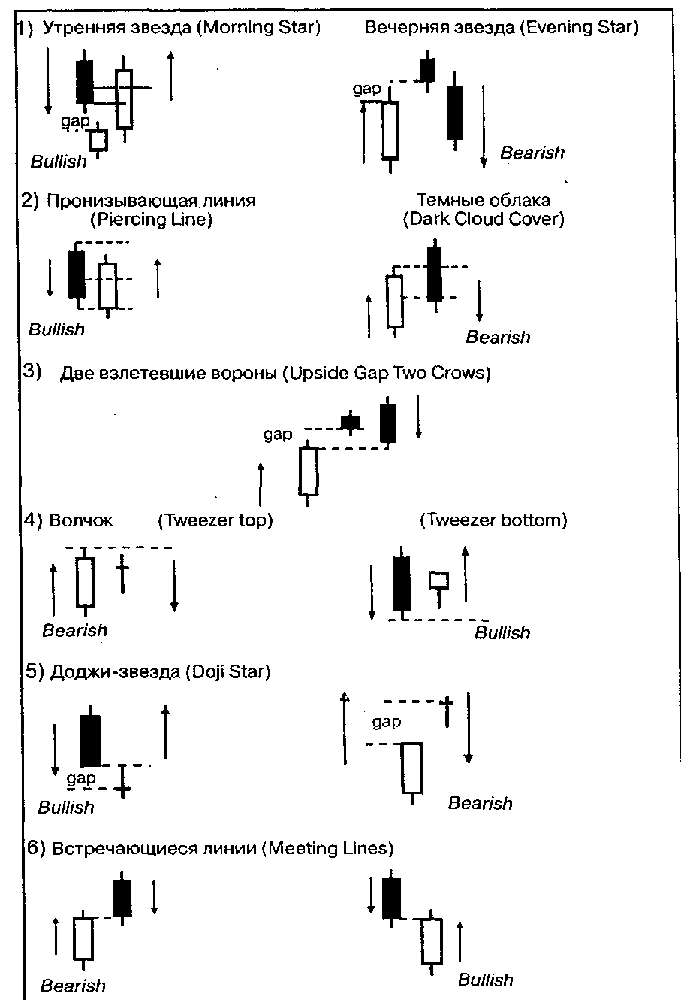 1) Утренняя звезда (Morning Star) Вечерняя звезда (Evening Star)
gap
gap
Bullish
Bearish
2) Пронизывающая линия
(Piercing Line)
Темные облака
(Dark Cloud Cover)
Bullish
Bearish
3) Две взлетевшие вороны (Upside Gap Two Crows)
gap
4) Волчок (Tweezer top) (Tweezer bottom)
Bearish
Bullish
5) Доджи-звезда (Doji Star)
gap
gap
Bullish
Bearish
6) Встречающиеся линии (Meeting Lines)
Bearish
Bullish